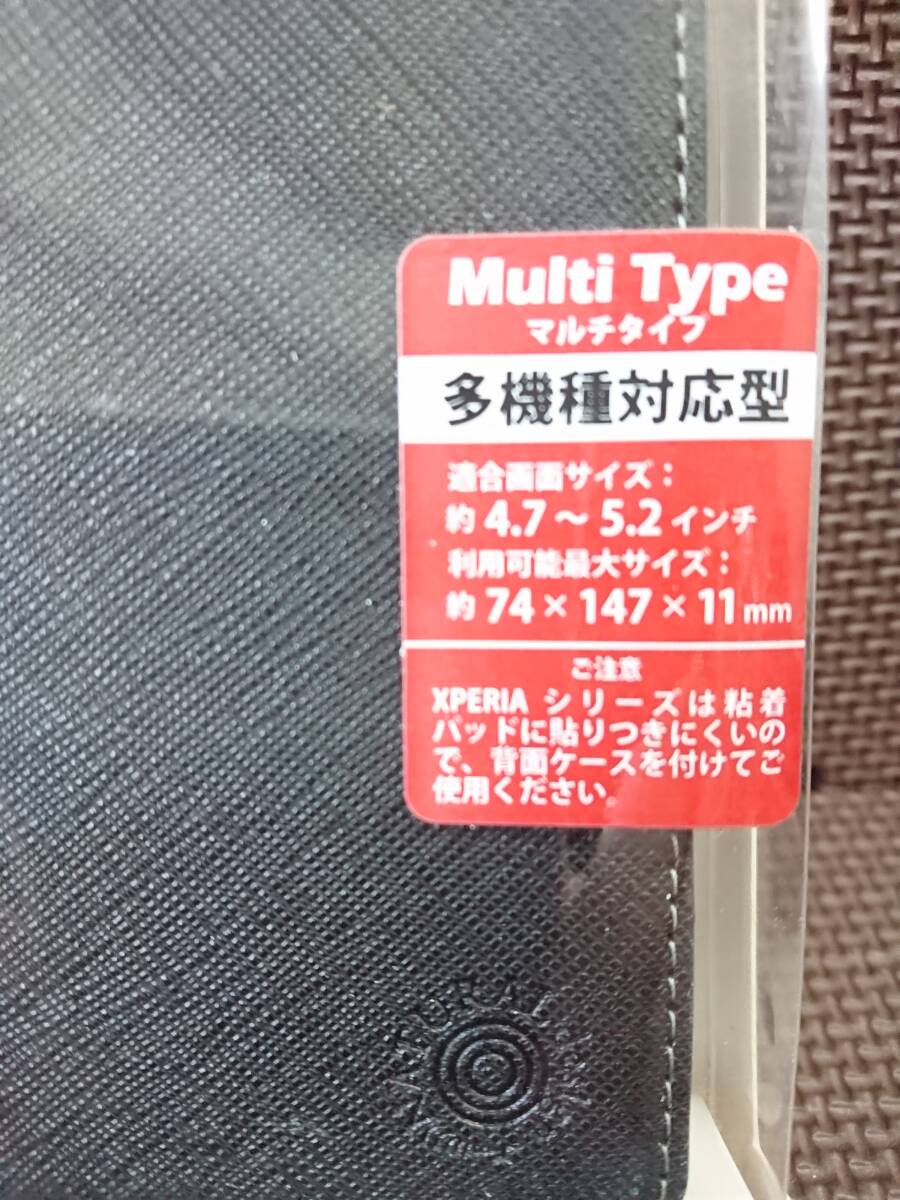 Multi Type
マルチタイプ
多機種対応型
適合画面サイズ：
約 4.7 ～ 5.2 インチ
利用可能最大サイズ：
約 74 × 147 × 11 mm
ご注意
XPERIA シリーズは粘着
パッドに貼りつきにくいの
で、背面ケースを付けてご
使用ください。